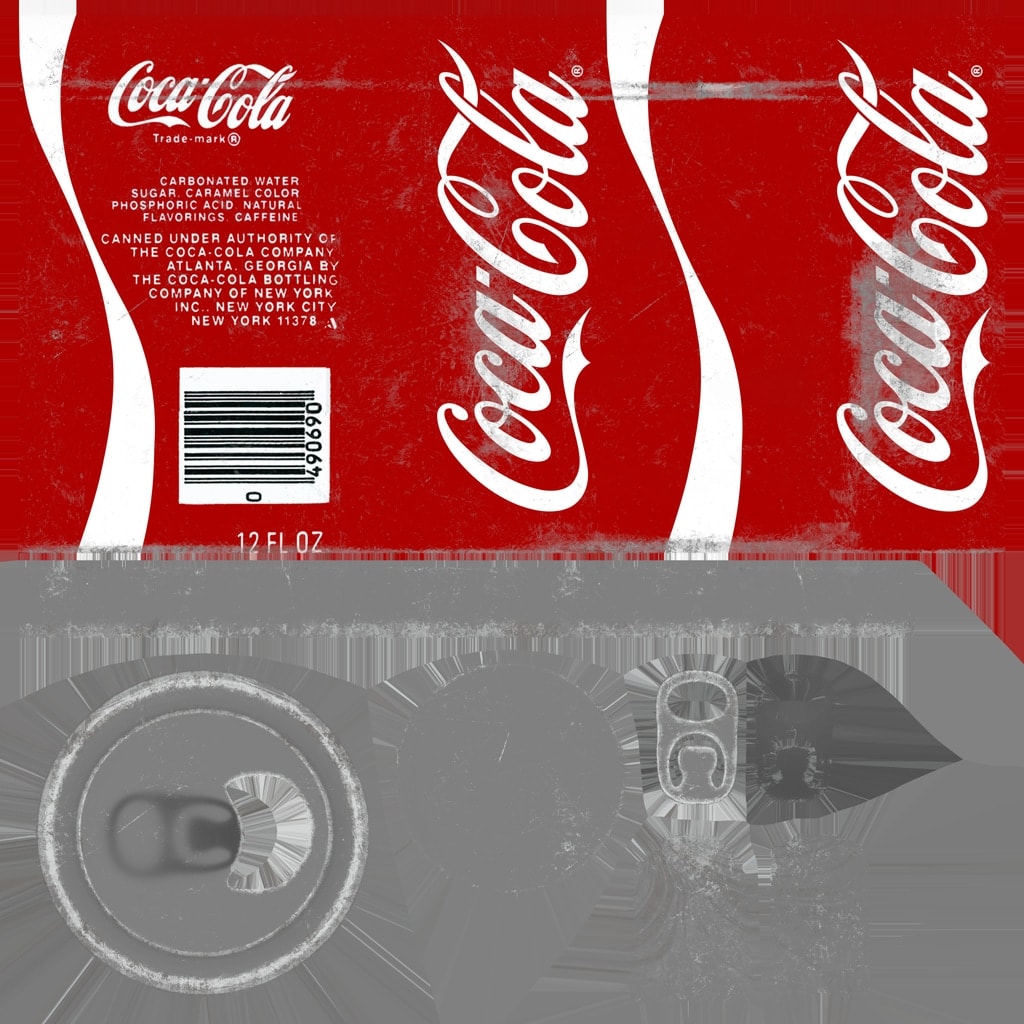 Coca-Cola
Trade-mark®
CARBONATED WATER
SUGAR, CARAMEL COLOR
PHOSPHORIC ACID, NATURAL
FLAVORINGS, CAFFEINE
CANNED UNDER AUTHORITY OF
THE COCA-COLA COMPANY
ATLANTA, GEORGIA BY
THE COCA-COLA BOTTLING
COMPANY OF NEW YORK
INC., NEW YORK CITY
NEW YORK 11378
0 490690
12 FL OZ
Coca-Cola®
Coca-Cola®